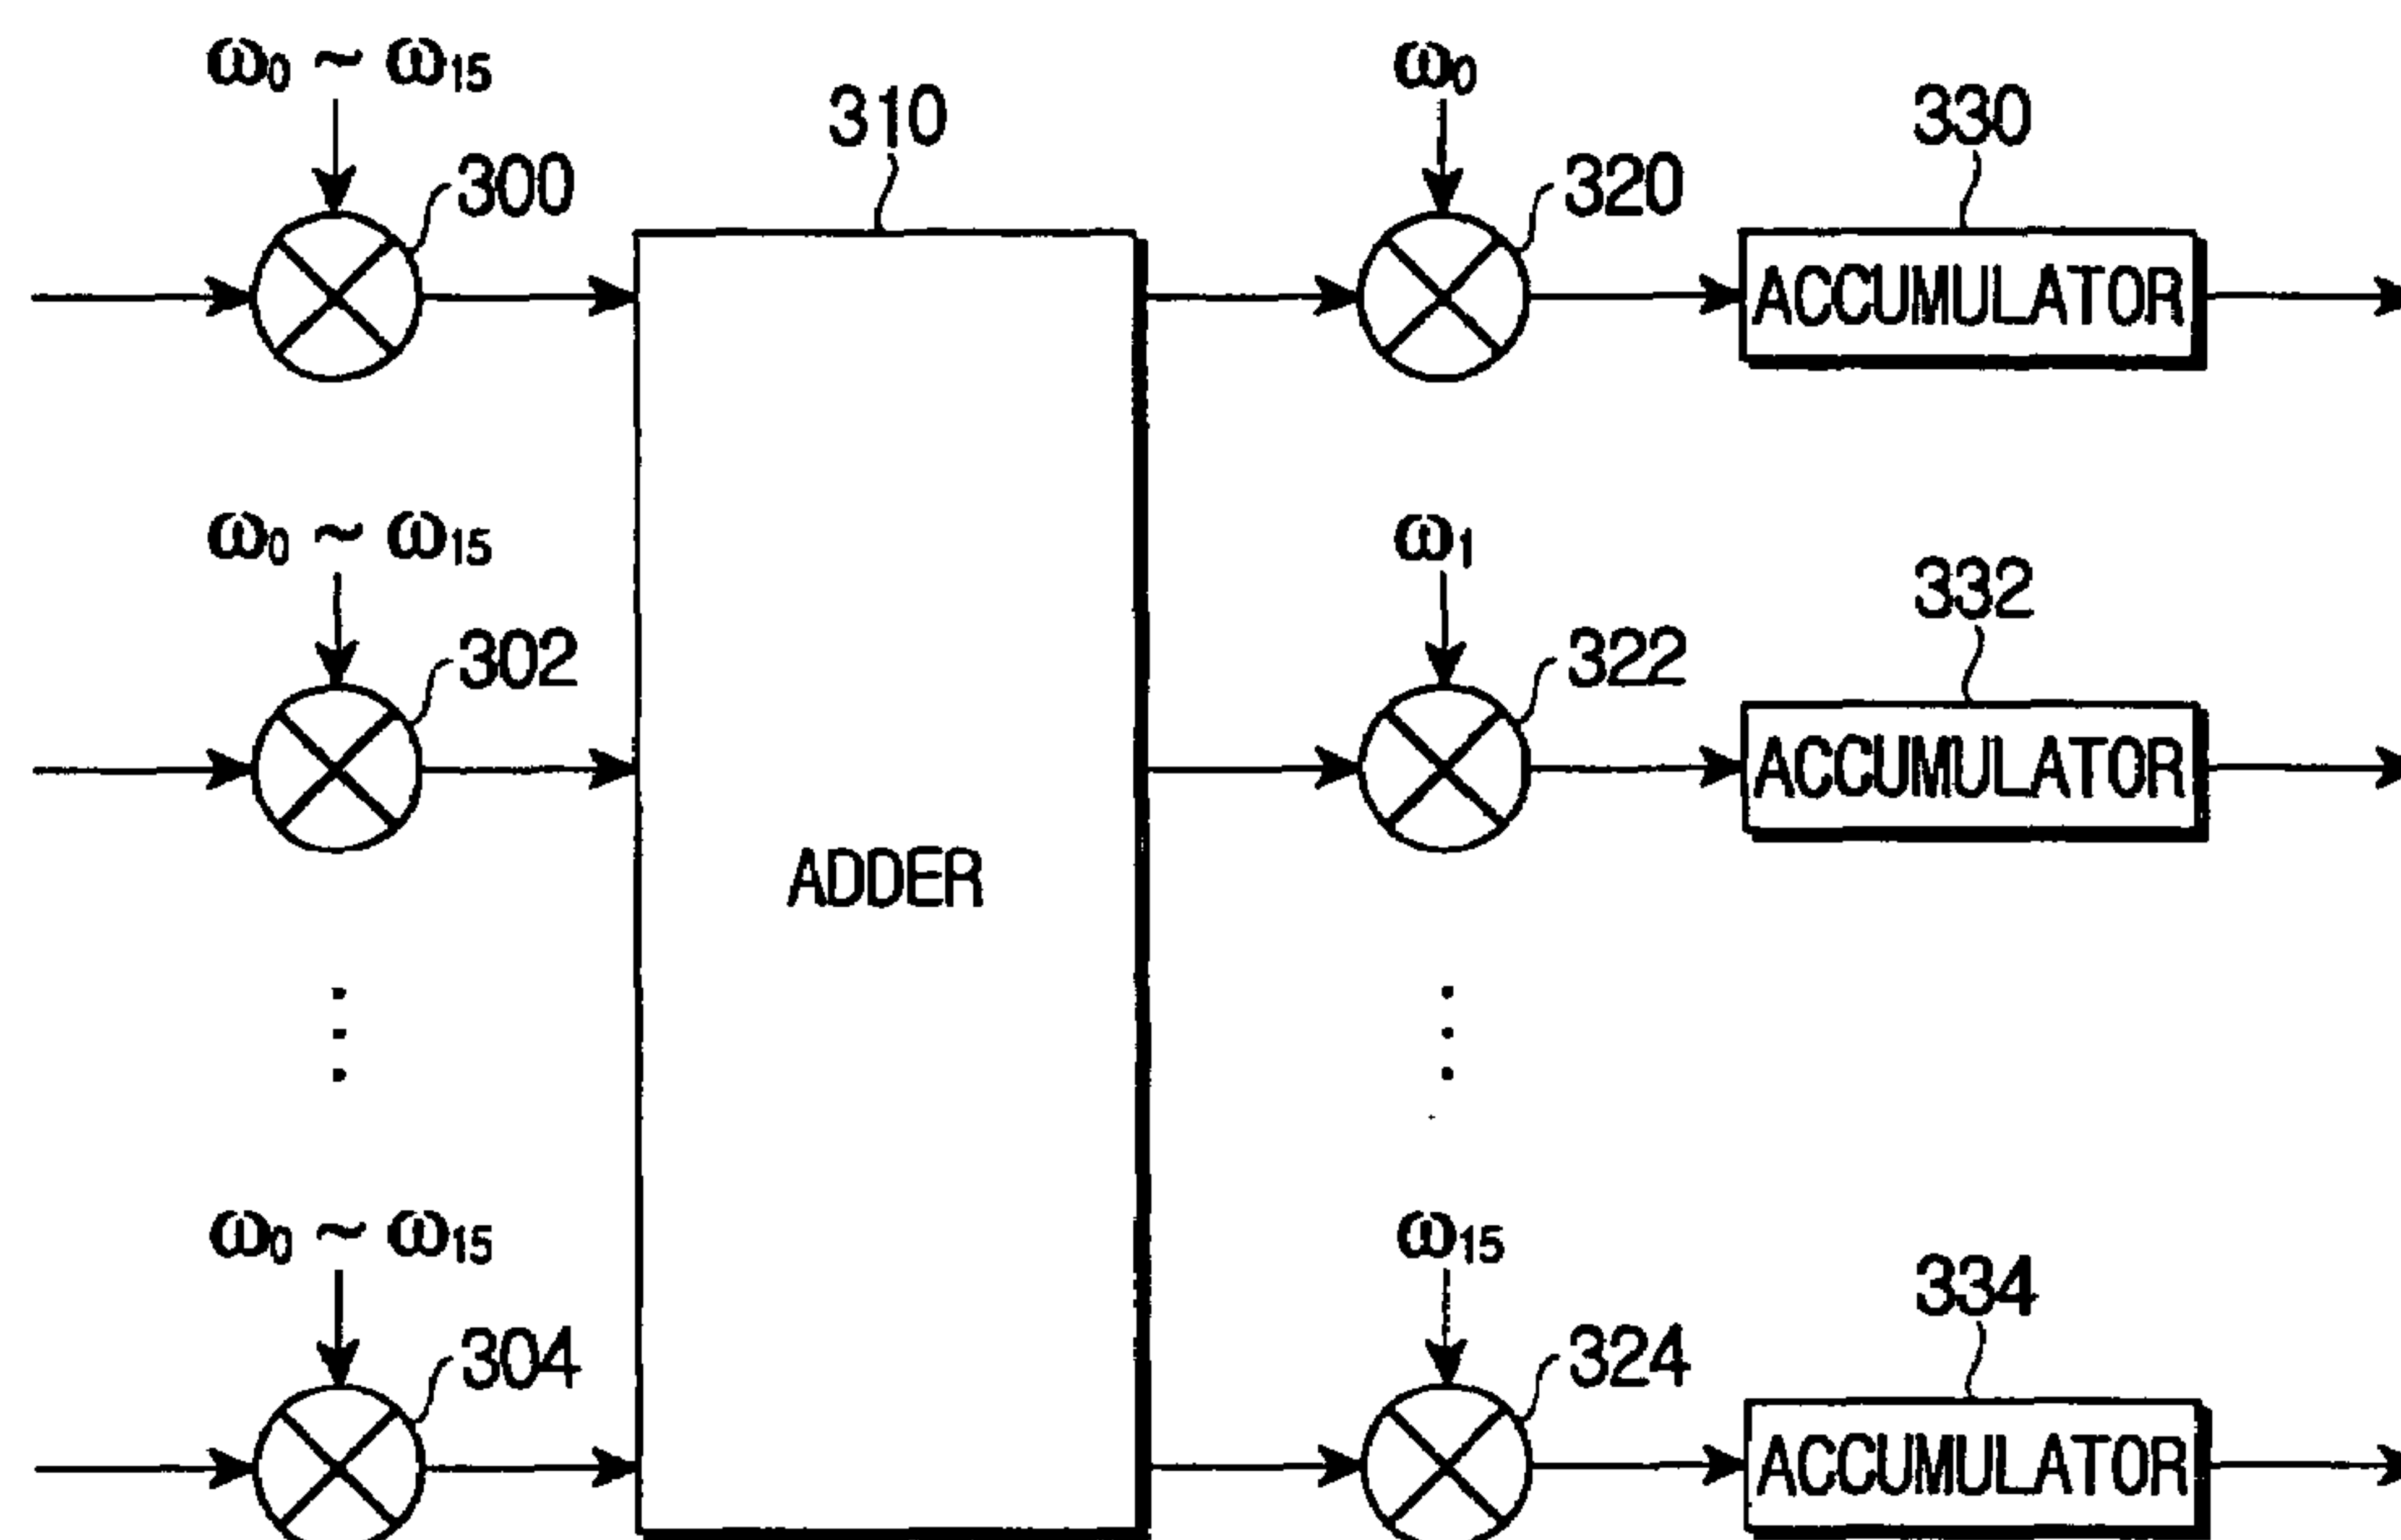 ω0 ~ ω15
ω0
310
330
300
320
ACCUMULATOR
ω0 ~ ω15
ω1
332
302
322
ACCUMULATOR
ADDER
ω0 ~ ω15
ω15
334
304
324
ACCUMULATOR